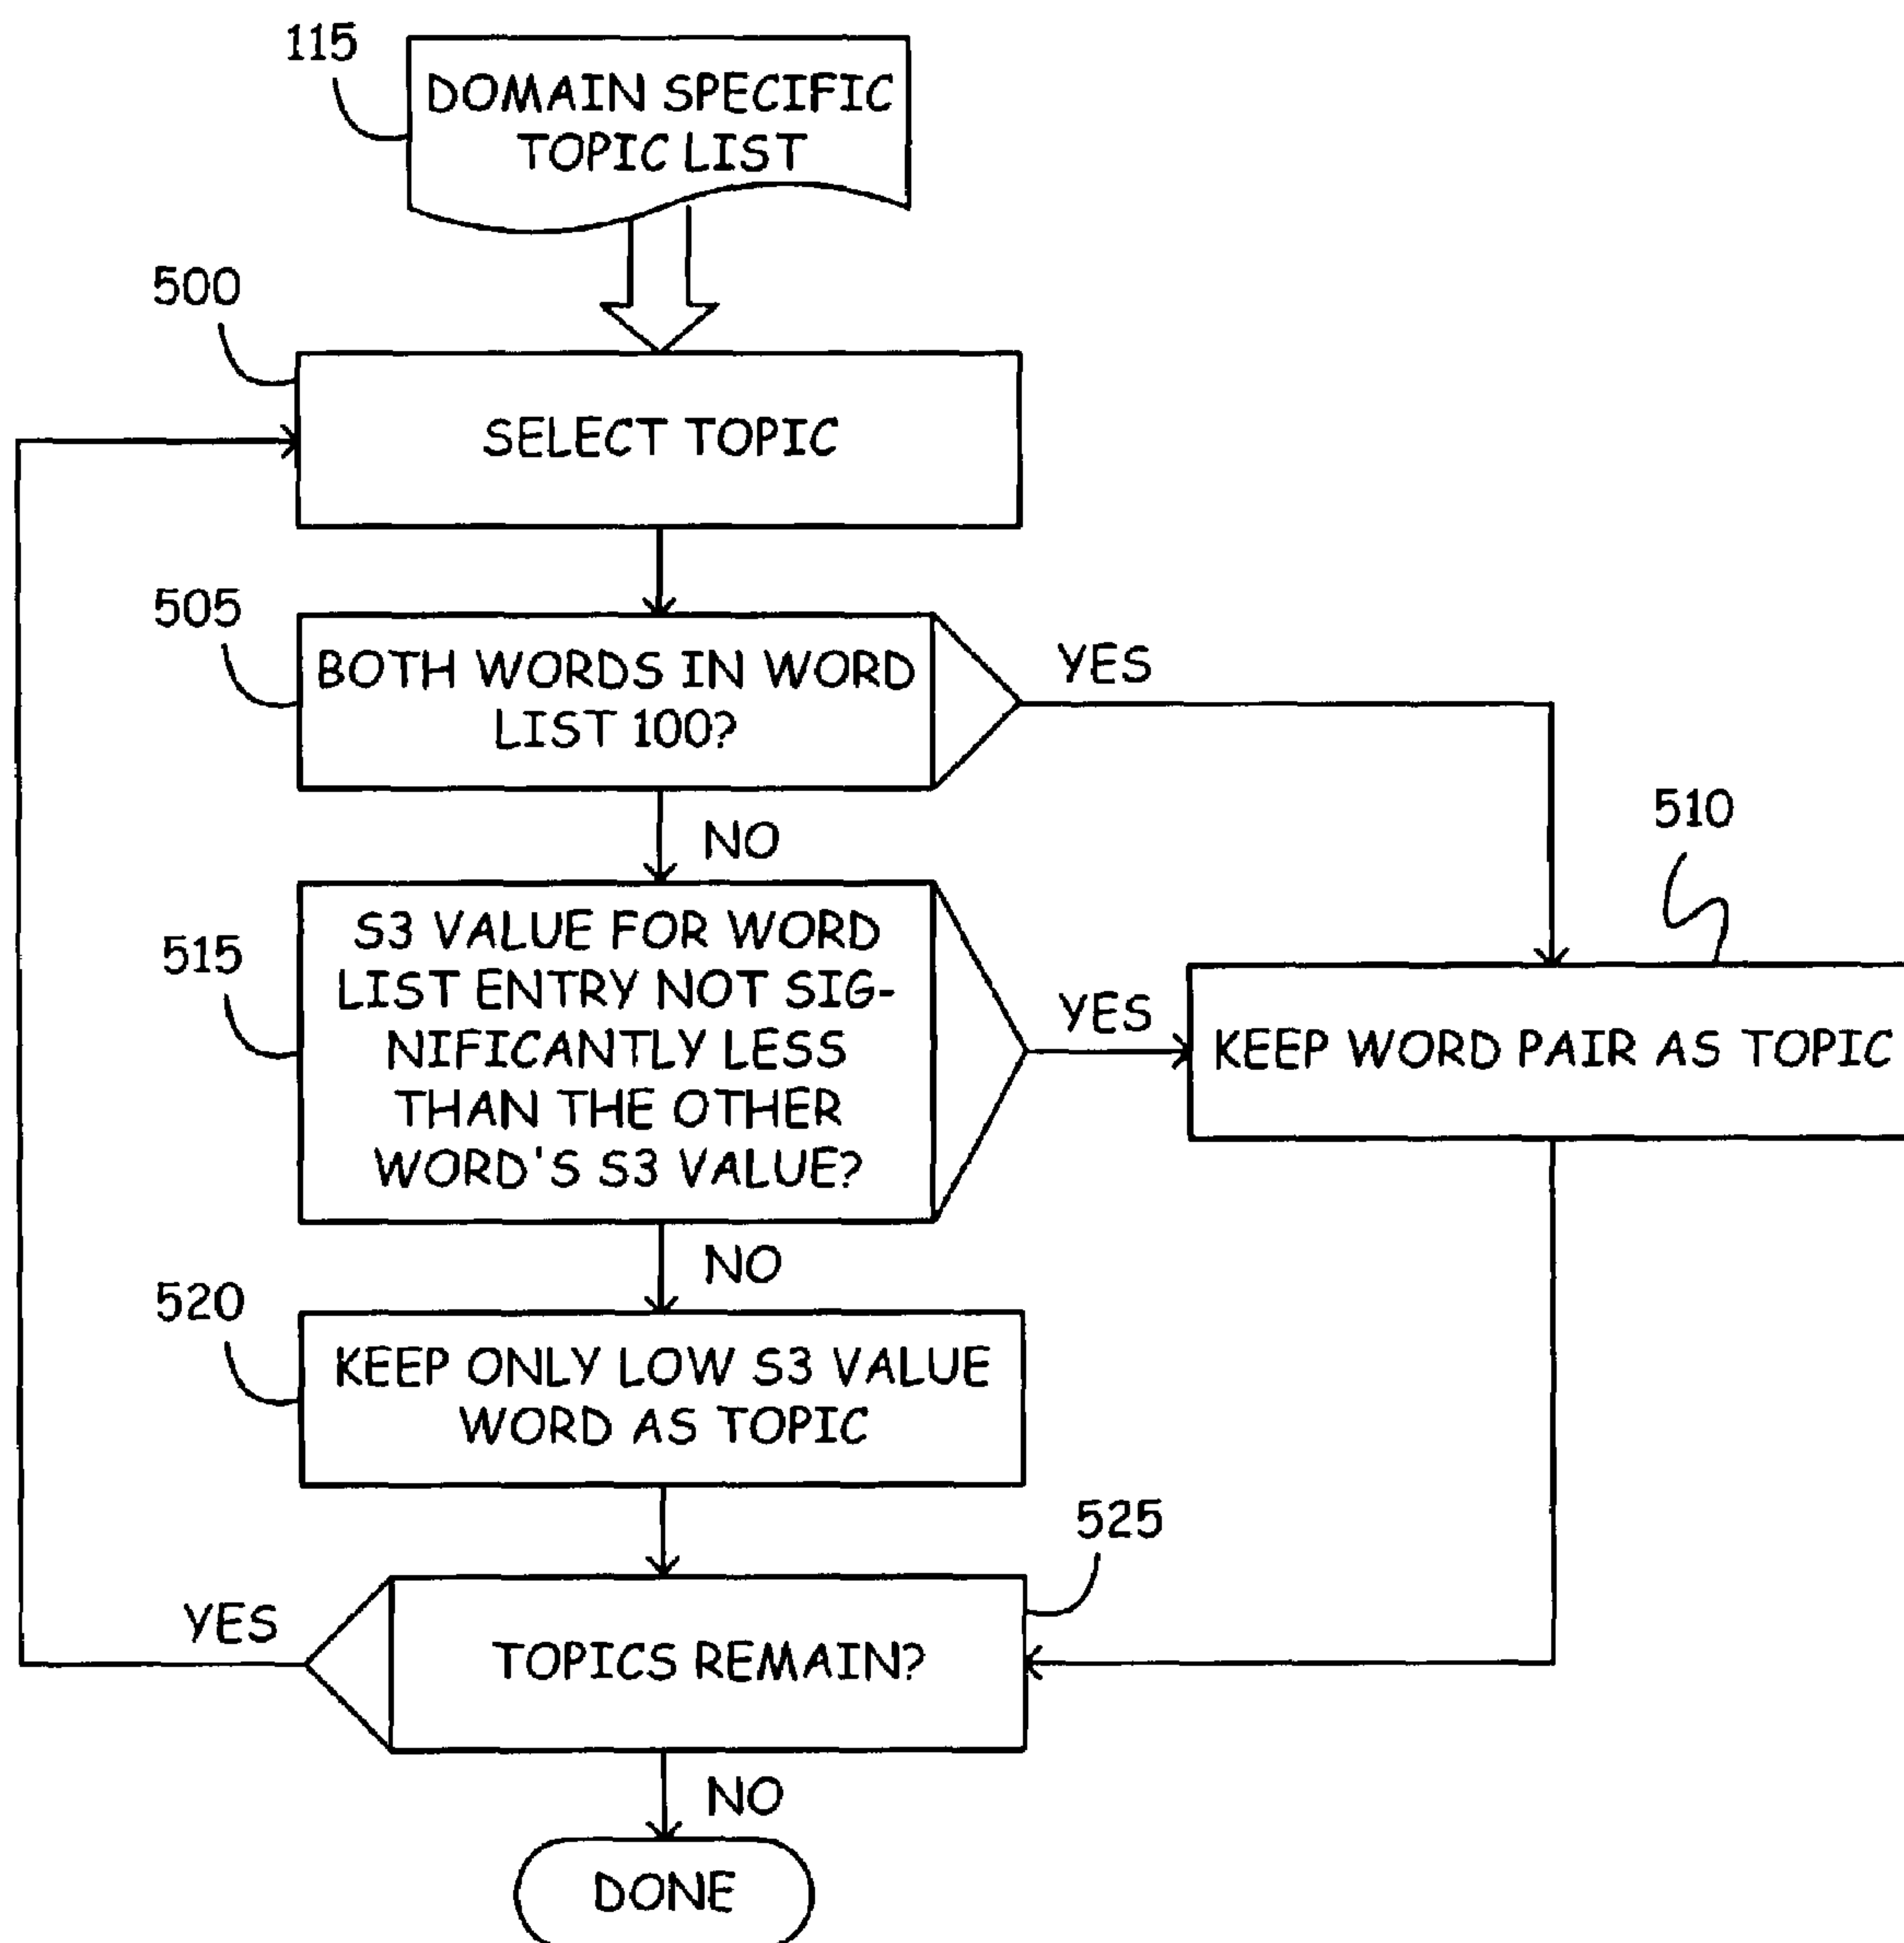 115
DOMAIN SPECIFIC
TOPIC LIST
500
SELECT TOPIC
505
BOTH WORDS IN WORD
LIST 100?
YES
NO
510
515
S3 VALUE FOR WORD
LIST ENTRY NOT SIG-
NIFICANTLY LESS
THAN THE OTHER
WORD'S S3 VALUE?
YES
KEEP WORD PAIR AS TOPIC
NO
520
KEEP ONLY LOW S3 VALUE
WORD AS TOPIC
525
YES
TOPICS REMAIN?
NO
DONE